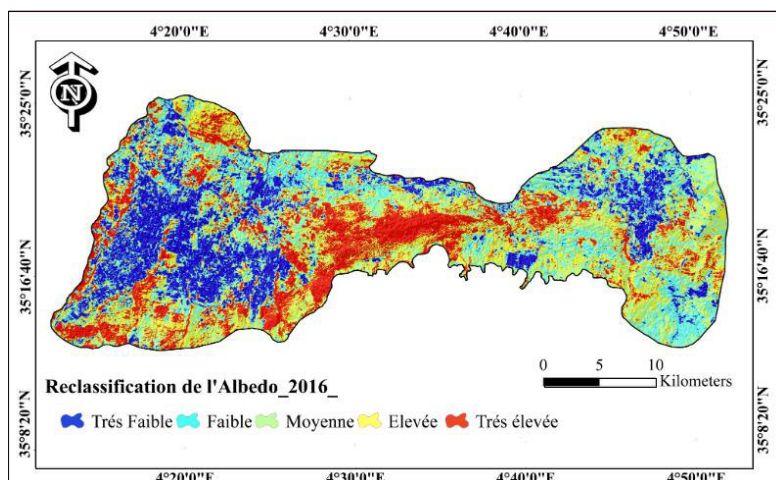 4°20'0"E 4°30'0"E 4°40'0"E 4°50'0"E
35°25'0"N 35°25'0"N
N
35°16'40"N 35°16'40"N
0 5 10
Kilometers
Reclassification de l'Albedo_2016_
Trés Faible Faible Moyenne Elevée Trés élevée
35°8'20"N 35°8'20"N
4°20'0"E 4°30'0"E 4°40'0"E 4°50'0"E